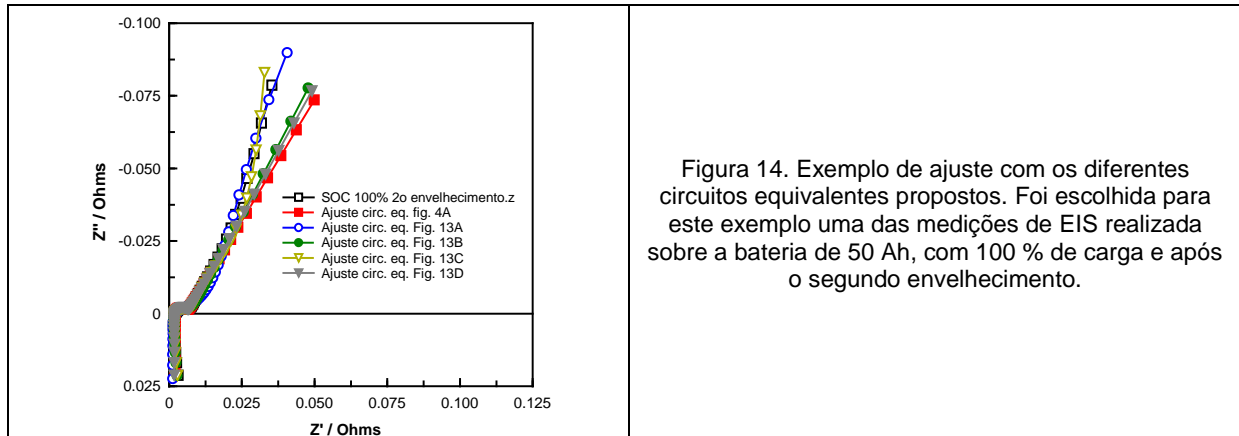 -0.100
-0.075
-0.050
-0.025
0
0.025
Z'' / Ohms
SOC 100% 2o envelhecimento.z
Ajuste circ. eq. fig. 4A
Ajuste circ. eq. Fig. 13A
Ajuste circ. eq. Fig. 13B
Ajuste circ. eq. Fig. 13C
Ajuste circ. eq. Fig. 13D
0 0.025 0.050 0.075 0.100 0.125
Z' / Ohms
Figura 14. Exemplo de ajuste com os diferentes
circuitos equivalentes propostos. Foi escolhida para
este exemplo uma das medições de EIS realizada
sobre a bateria de 50 Ah, com 100 % de carga e após
o segundo envelhecimento.